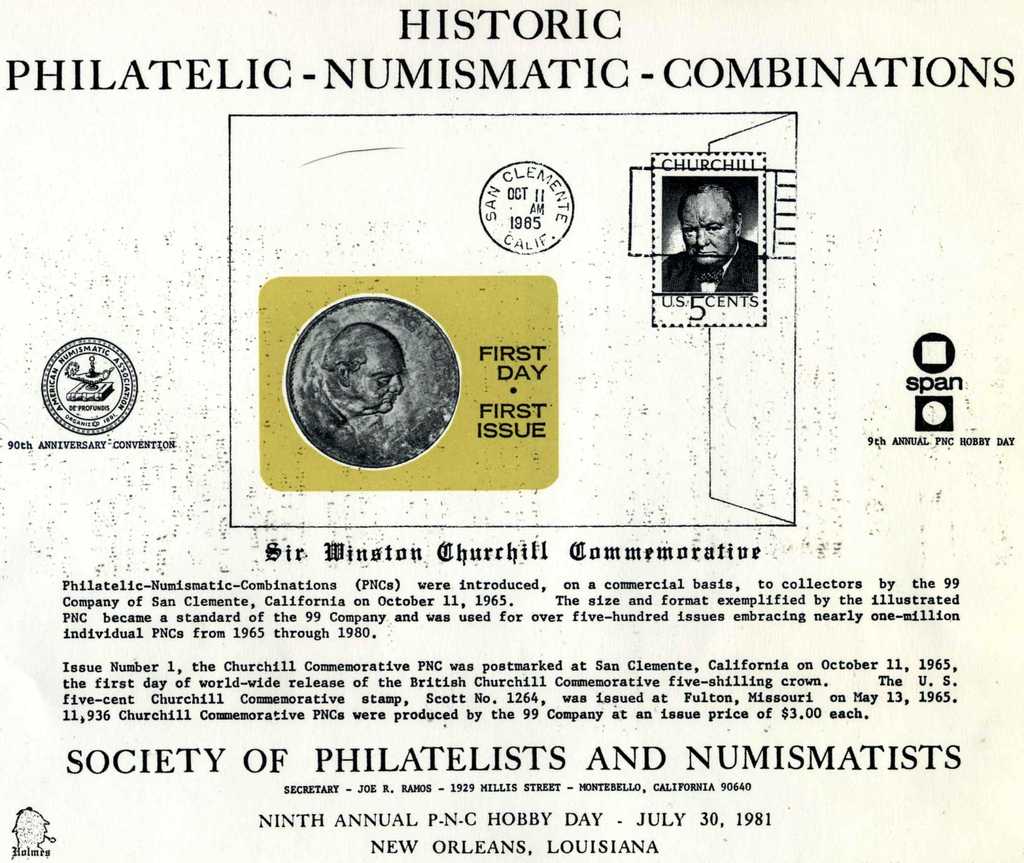 HISTORIC
PHILATELIC-NUMISMATIC-COMBINATIONS
SAN CLEMENTE
OCT 11
AM
1965
CALIF.
CHURCHILL
U.S. 5 CENTS
FIRST
DAY
•
FIRST
ISSUE
AMERICAN NUMISMATIC ASSOCIATION
DE PROFUNDIS
ORGANIZED 1891
90th ANNIVERSARY CONVENTION
span
9th ANNUAL PNC HOBBY DAY
Sir Winston Churchill Commemorative
Philatelic-Numismatic-Combinations (PNCs) were introduced, on a commercial basis, to collectors by the 99
Company of San Clemente, California on October 11, 1965. The size and format exemplified by the illustrated
PNC became a standard of the 99 Company and was used for over five-hundred issues embracing nearly one-million
individual PNCs from 1965 through 1980.
Issue Number 1, the Churchill Commemorative PNC was postmarked at San Clemente, California on October 11, 1965,
the first day of world-wide release of the British Churchill Commemorative five-shilling crown. The U. S.
five-cent Churchill Commemorative stamp, Scott No. 1264, was issued at Fulton, Missouri on May 13, 1965.
11,936 Churchill Commemorative PNCs were produced by the 99 Company at an issue price of $3.00 each.
SOCIETY OF PHILATELISTS AND NUMISMATISTS
SECRETARY - JOE R. RAMOS - 1929 MILLIS STREET - MONTEBELLO, CALIFORNIA 90640
NINTH ANNUAL P-N-C HOBBY DAY - JULY 30, 1981
NEW ORLEANS, LOUISIANA
Holmes